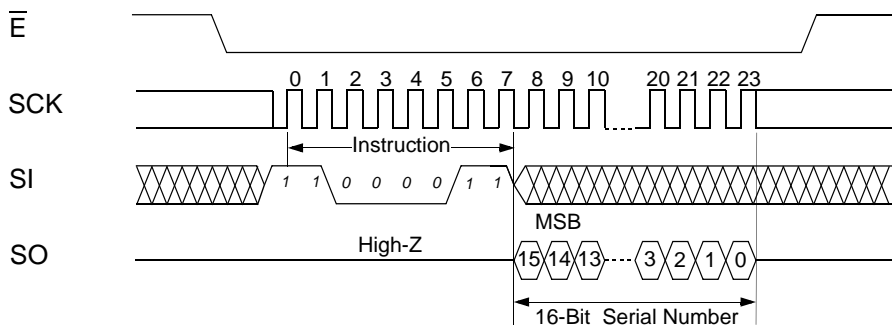 E
0 1 2 3 4 5 6 7 8 9 10 20 21 22 23
SCK
Instruction
SI
1 1 0 0 0 0 1 1
MSB
High-Z
SO
15 14 13 3 2 1 0
16-Bit Serial Number